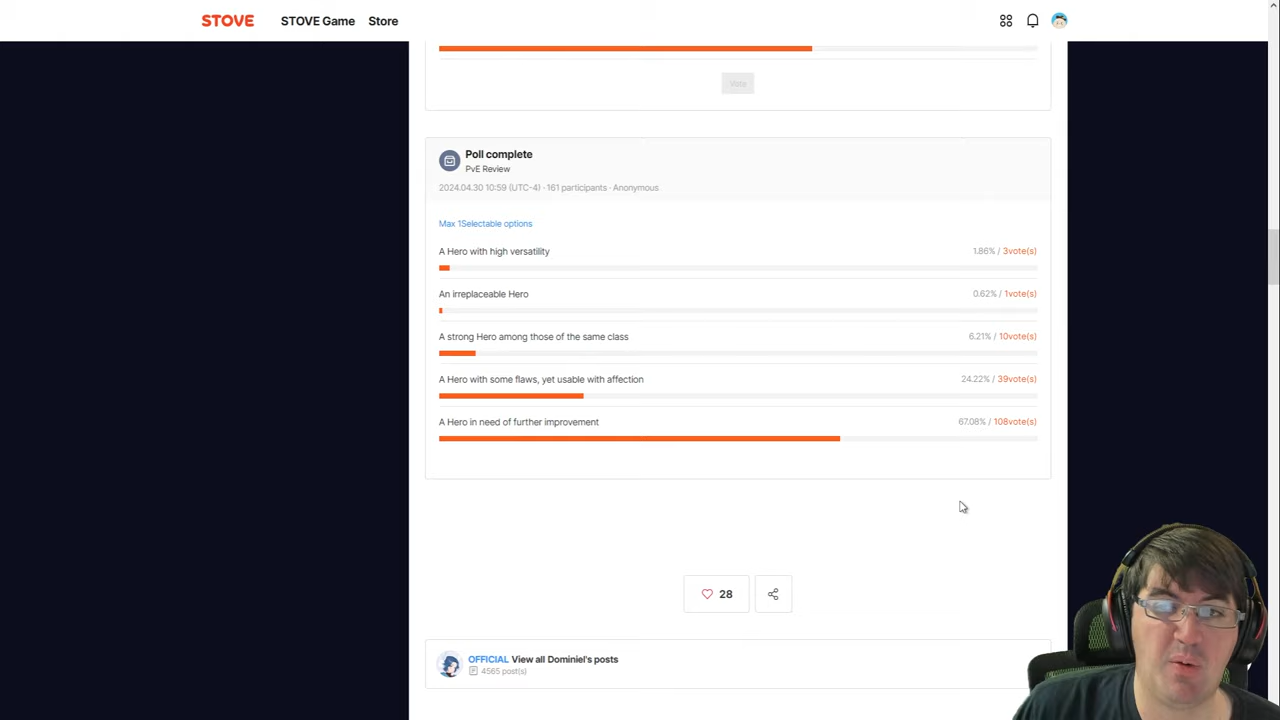 STOVE STOVE Game Store
Vote
Poll complete
PvE Review
2024.04.30 10:59 (UTC-4) · 161 participants · Anonymous
Max 1Selectable options
A Hero with high versatility 1.86% / 3vote(s)
An irreplaceable Hero 0.62% / 1vote(s)
A strong Hero among those of the same class 6.21% / 10vote(s)
A Hero with some flaws, yet usable with affection 24.22% / 39vote(s)
A Hero in need of further improvement 67.08% / 108vote(s)
28
OFFICIAL View all Dominiel's posts
4565 post(s)